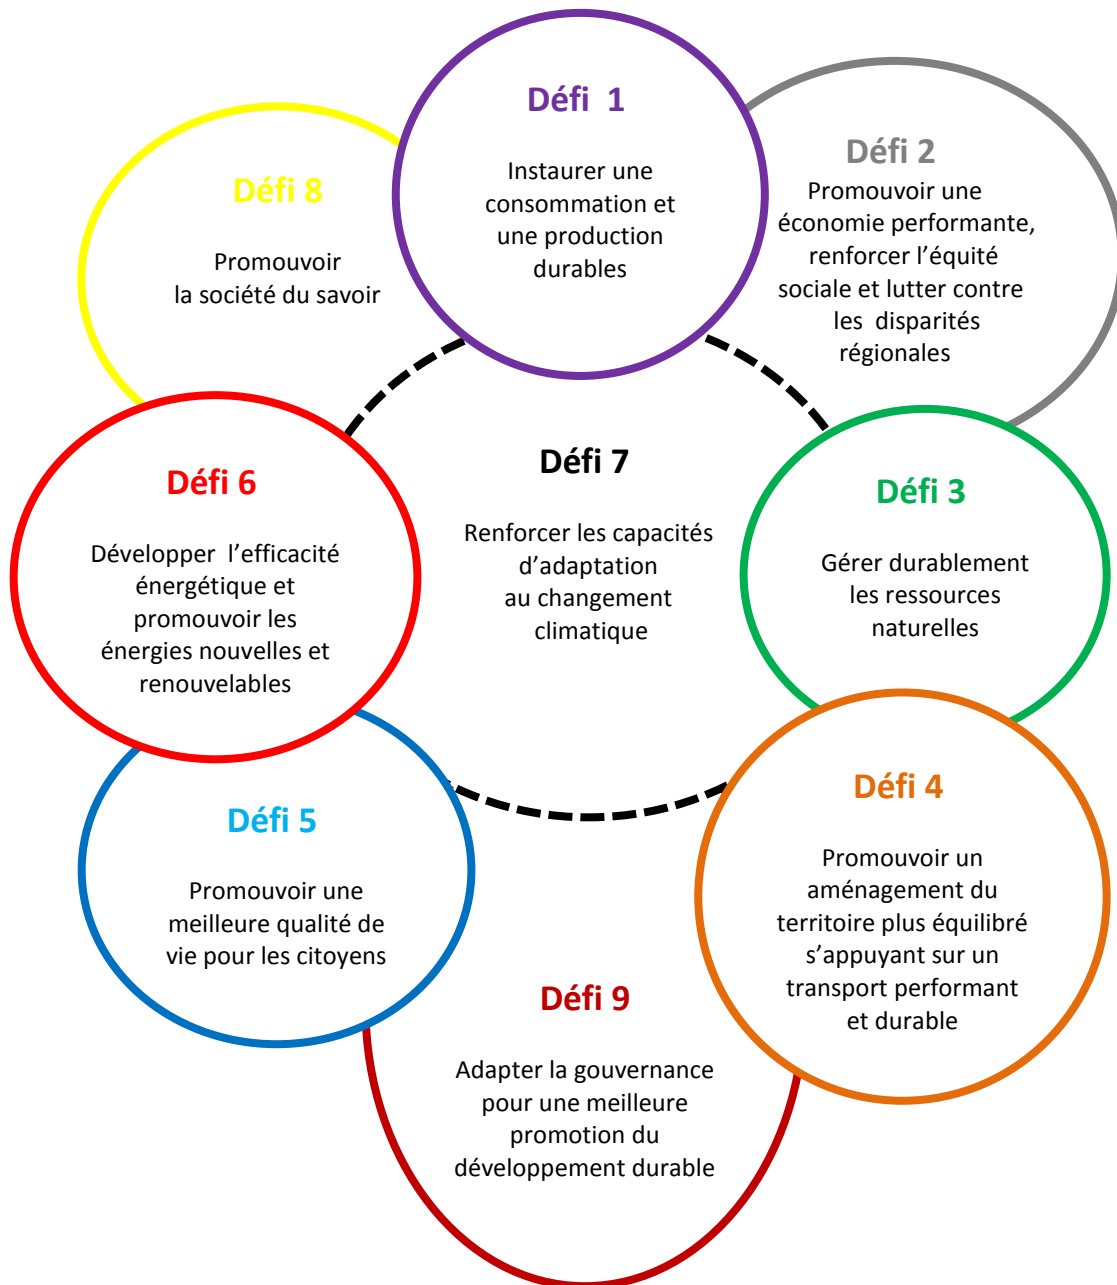 Défi 1
Instaurer une
consommation et
une production
durables
Défi 2
Promouvoir une
économie performante,
renforcer l’équité
sociale et lutter contre
les disparités
régionales
Défi 3
Gérer durablement
les ressources
naturelles
Défi 4
Promouvoir un
aménagement du
territoire plus équilibré
s’appuyant sur un
transport performant
et durable
Défi 5
Promouvoir une
meilleure qualité de
vie pour les citoyens
Défi 6
Développer l’efficacité
énergétique et
promouvoir les
énergies nouvelles et
renouvelables
Défi 7
Renforcer les capacités
d’adaptation
au changement
climatique
Défi 8
Promouvoir
la société du savoir
Défi 9
Adapter la gouvernance
pour une meilleure
promotion du
développement durable